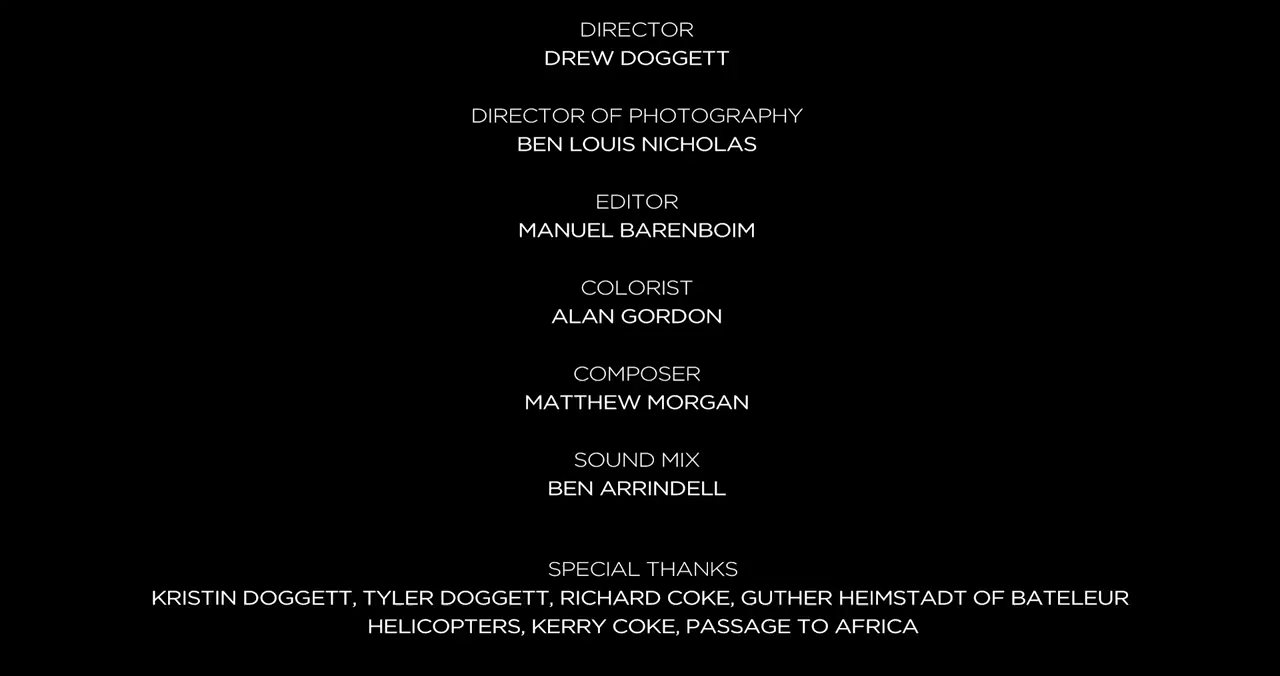 DIRECTOR
DREW DOGGETT
DIRECTOR OF PHOTOGRAPHY
BEN LOUIS NICHOLAS
EDITOR
MANUEL BARENBOIM
COLORIST
ALAN GORDON
COMPOSER
MATTHEW MORGAN
SOUND MIX
BEN ARRINDELL
SPECIAL THANKS
KRISTIN DOGGETT, TYLER DOGGETT, RICHARD COKE, GUTHER HEIMSTADT OF BATELEUR
HELICOPTERS, KERRY COKE, PASSAGE TO AFRICA